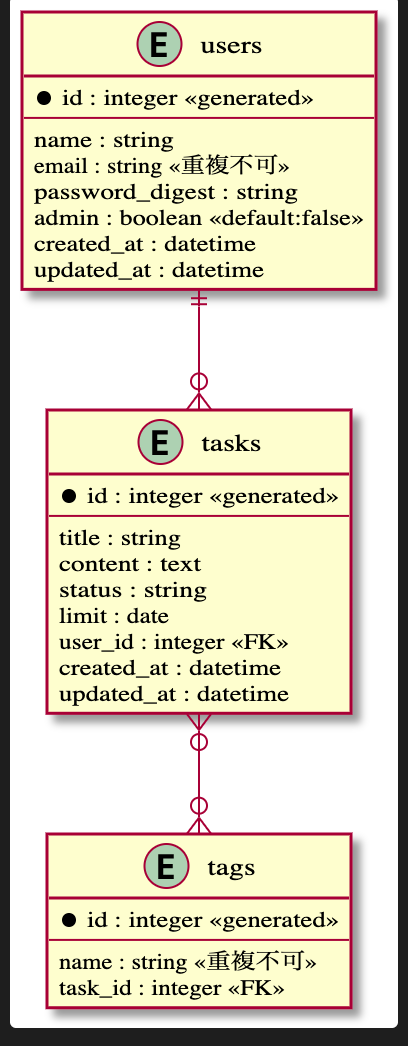 E users
id : integer «generated»
name : string
email : string «重複不可»
password_digest : string
admin : boolean «default:false»
created_at : datetime
updated_at : datetime
E tasks
id : integer «generated»
title : string
content : text
status : string
limit : date
user_id : integer «FK»
created_at : datetime
updated_at : datetime
E tags
id : integer «generated»
name : string «重複不可»
task_id : integer «FK»